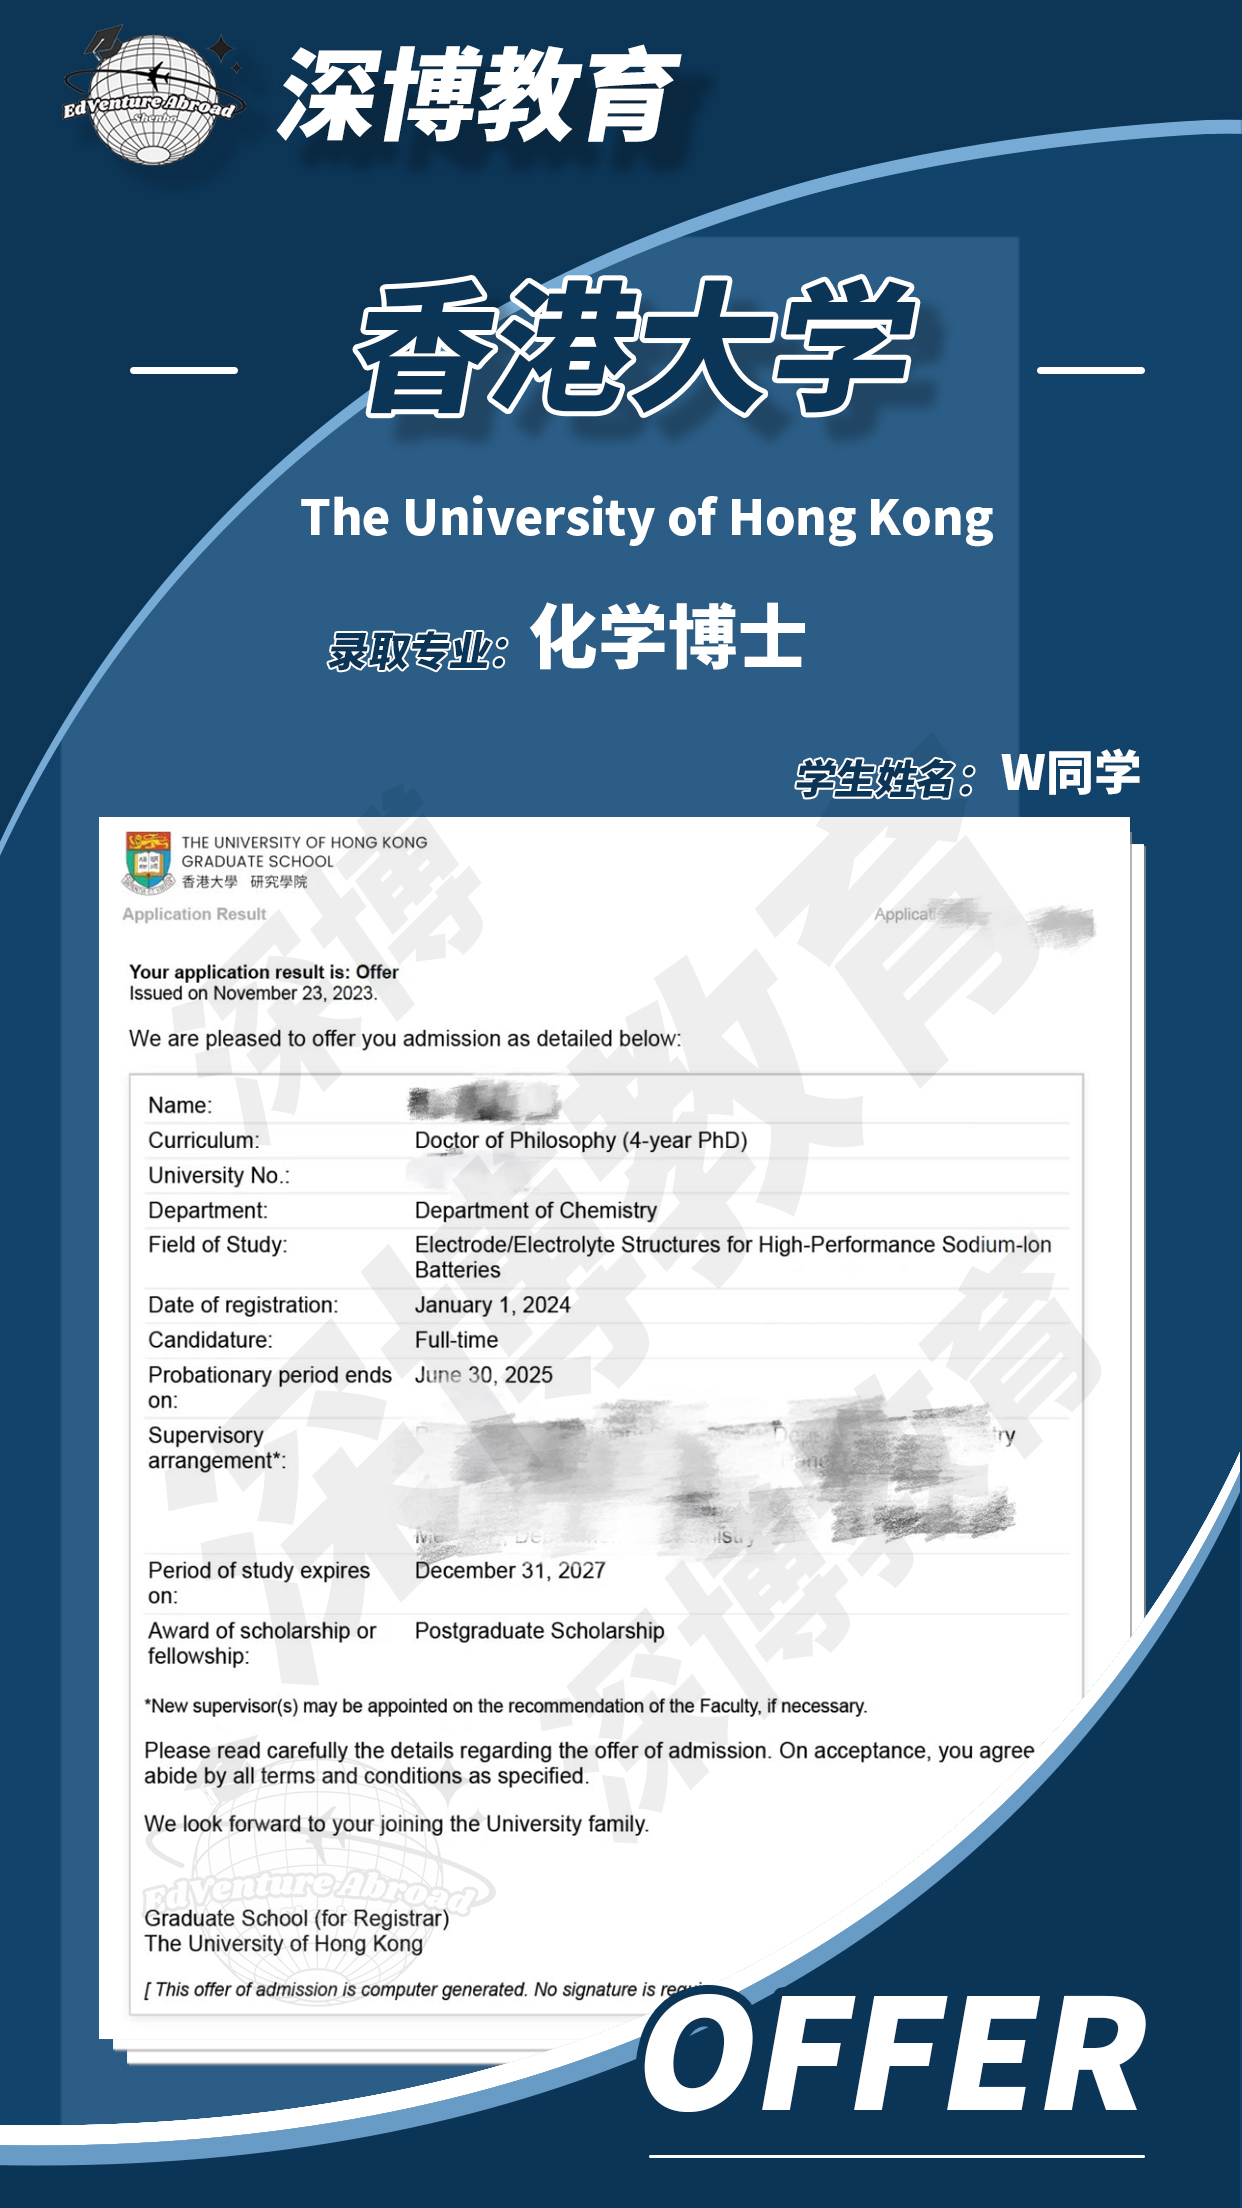 EdVenture Abroad
Shenbo
深博教育
香港大学
The University of Hong Kong
录取专业：化学博士
学生姓名：W同学
THE UNIVERSITY OF HONG KONG
GRADUATE SCHOOL
香港大學 研究學院
Application Result
Your application result is: Offer
Issued on November 23, 2023.
We are pleased to offer you admission as detailed below:
Name:
Curriculum: Doctor of Philosophy (4-year PhD)
University No.:
Department: Department of Chemistry
Field of Study: Electrode/Electrolyte Structures for High-Performance Sodium-Ion
Batteries
Date of registration: January 1, 2024
Candidature: Full-time
Probationary period ends June 30, 2025
on:
Supervisory
arrangement*:
Period of study expires December 31, 2027
on:
Award of scholarship or Postgraduate Scholarship
fellowship:
*New supervisor(s) may be appointed on the recommendation of the Faculty, if necessary.
Please read carefully the details regarding the offer of admission. On acceptance, you agree
abide by all terms and conditions as specified.
We look forward to your joining the University family.
Graduate School (for Registrar)
The University of Hong Kong
[ This offer of admission is computer generated. No signature is
OFFER
深博
深博教育
深博教育
EdVenture Abroad